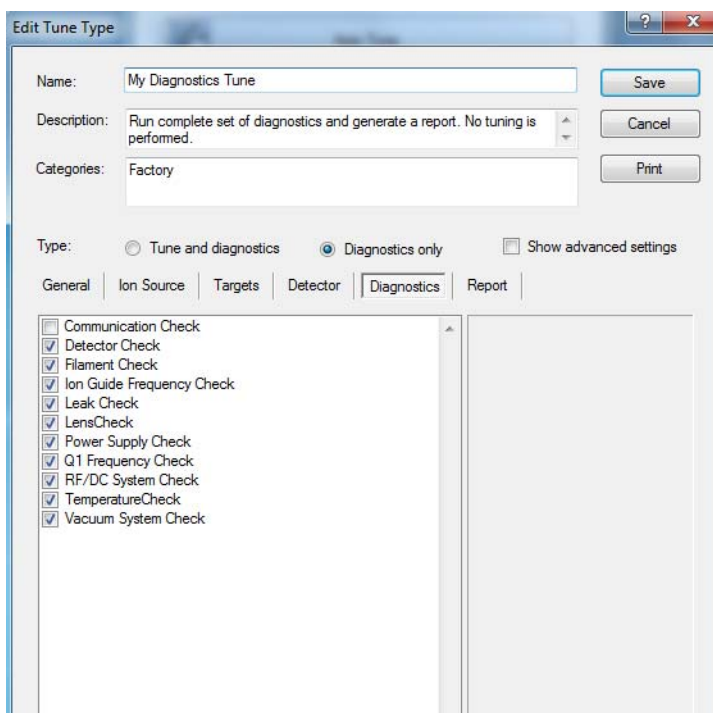 Edit Tune Type
Name:
My Diagnostics Tune
Save
Description:
Run complete set of diagnostics and generate a report. No tuning is
performed.
Cancel
Categories:
Factory
Print
Type:
Tune and diagnostics
Diagnostics only
Show advanced settings
General
Ion Source
Targets
Detector
Diagnostics
Report
Communication Check
Detector Check
Filament Check
Ion Guide Frequency Check
Leak Check
LensCheck
Power Supply Check
Q1 Frequency Check
RF/DC System Check
TemperatureCheck
Vacuum System Check